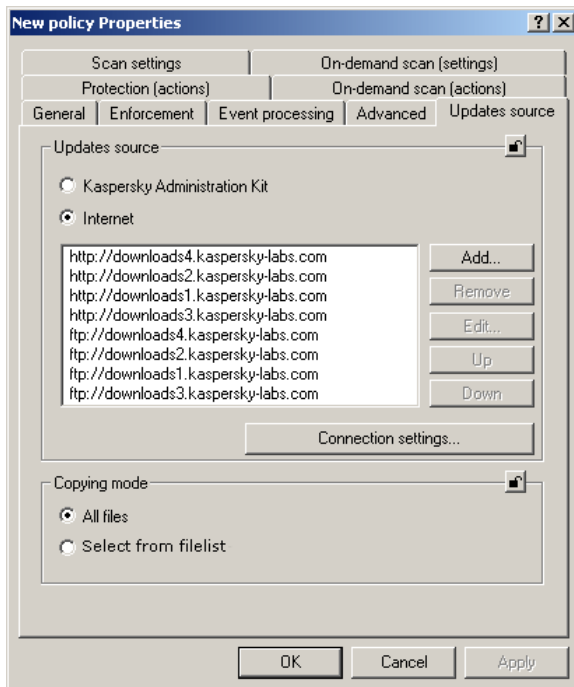 New policy Properties
Scan settings
On-demand scan (settings)
Protection (actions)
On-demand scan (actions)
General
Enforcement
Event processing
Advanced
Updates source
Updates source
Kaspersky Administration Kit
Internet
http://downloads4.kaspersky-labs.com
http://downloads2.kaspersky-labs.com
http://downloads1.kaspersky-labs.com
http://downloads3.kaspersky-labs.com
ftp://downloads4.kaspersky-labs.com
ftp://downloads2.kaspersky-labs.com
ftp://downloads1.kaspersky-labs.com
ftp://downloads3.kaspersky-labs.com
Add...
Remove
Edit...
Up
Down
Connection settings...
Copying mode
All files
Select from filelist
OK
Cancel
Apply